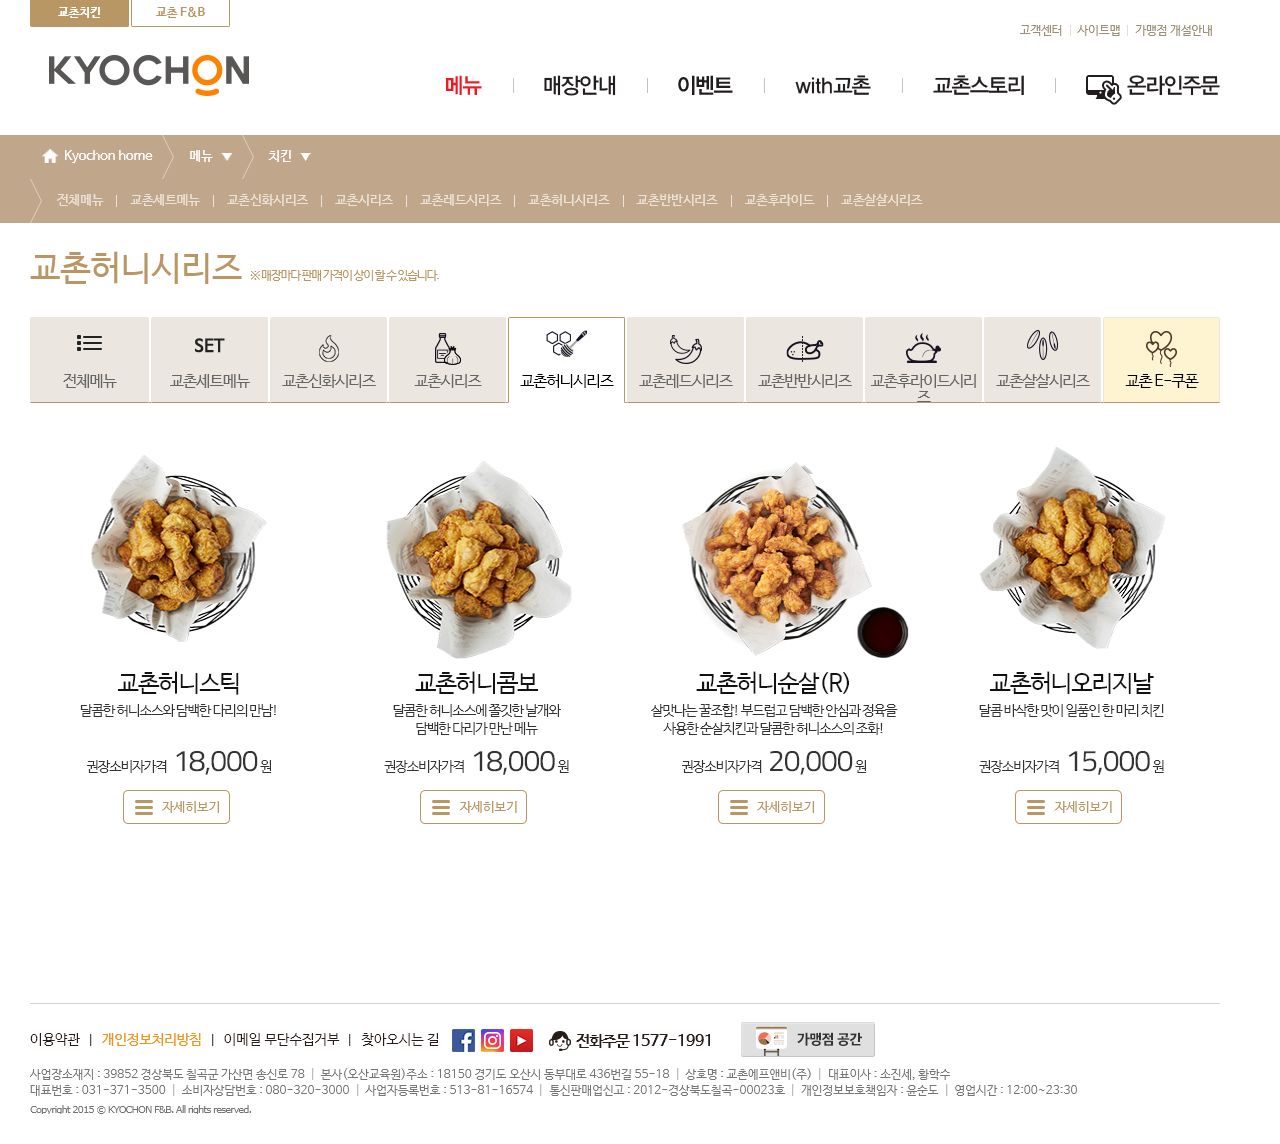 교촌치킨 교촌 F&B
고객센터 사이트맵 가맹점 개설안내
KYOCHON
메뉴 매장안내 이벤트 with교촌 교촌스토리 온라인주문
Kyochon home 메뉴 ▼ 치킨 ▼
전체메뉴 | 교촌세트메뉴 | 교촌신화시리즈 | 교촌시리즈 | 교촌레드시리즈 | 교촌허니시리즈 | 교촌반반시리즈 | 교촌후라이드 | 교촌살살시리즈
교촌허니시리즈 ※매장마다 판매 가격이 상이할 수 있습니다.
SET
전체메뉴 교촌세트메뉴 교촌신화시리즈 교촌시리즈 교촌허니시리즈 교촌레드시리즈 교촌반반시리즈 교촌후라이드시리즈 교촌살살시리즈 교촌 E-쿠폰
교촌허니스틱
달콤한 허니소스와 담백한 다리의 만남!
권장소비자가격 18,000 원
자세히보기
교촌허니콤보
달콤한 허니소스에 쫄깃한 날개와
담백한 다리가 만난 메뉴
권장소비자가격 18,000 원
자세히보기
교촌허니순살(R)
살맛나는 꿀조합! 부드럽고 담백한 안심과 정육을
사용한 순살치킨과 달콤한 허니소스의 조화!
권장소비자가격 20,000 원
자세히보기
교촌허니오리지날
달콤 바삭한 맛이 일품인 한 마리 치킨
권장소비자가격 15,000 원
자세히보기
이용약관 | 개인정보처리방침 | 이메일 무단수집거부 | 찾아오시는 길 전화주문 1577-1991 가맹점 공간
사업장소재지 : 39852 경상북도 칠곡군 가산면 송신로 78 | 본사(오산교육원)주소 : 18150 경기도 오산시 동부대로 436번길 55-18 | 상호명 : 교촌에프앤비(주) | 대표이사 : 소진세, 황학수
대표번호 : 031-371-3500 | 소비자상담번호 : 080-320-3000 | 사업자등록번호 : 513-81-16574 | 통신판매업신고 : 2012-경상북도칠곡-00023호 | 개인정보보호책임자 : 윤순도 | 영업시간 : 12:00~23:30
Copyright 2015 © KYOCHON F&B. All rights reserved.